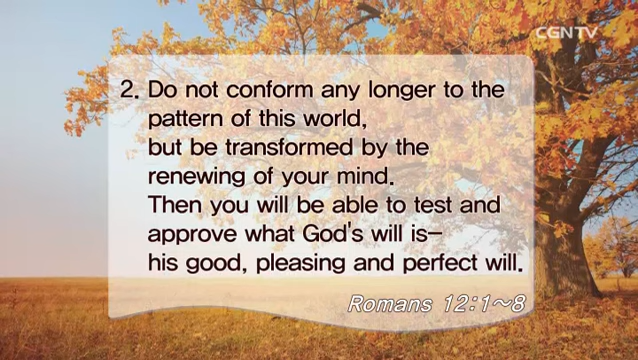 CGNTV
2. Do not conform any longer to the
pattern of this world,
but be transformed by the
renewing of your mind.
Then you will be able to test and
approve what God's will is–
his good, pleasing and perfect will.
Romans 12:1~8